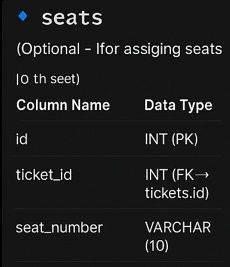 seats
(Optional - Ifor assiging seats
|0 th seet)
Column Name Data Type
id INT (PK)
ticket_id INT (FK→
tickets.id)
seat_number VARCHAR
(10)